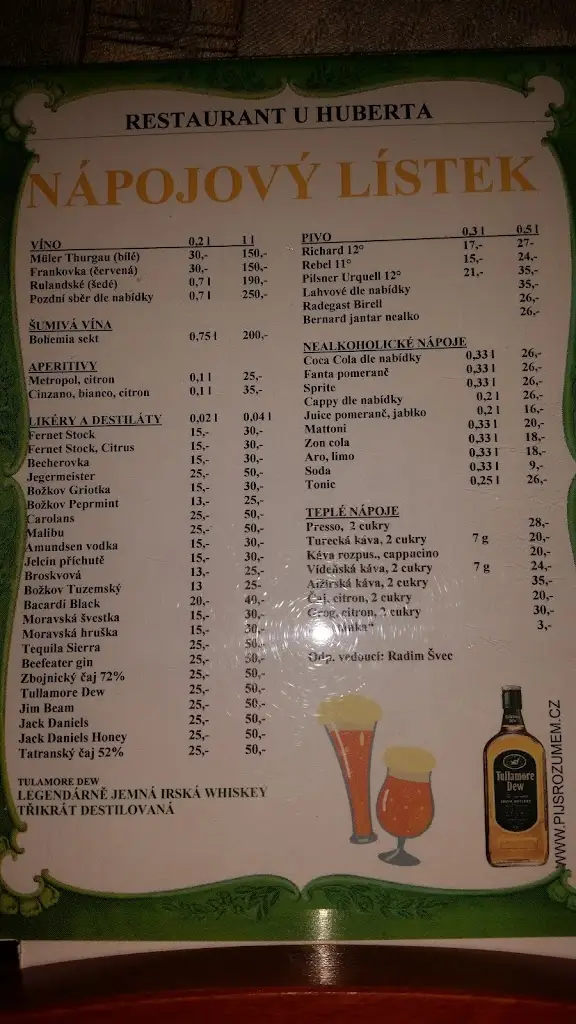 RESTAURANT U HUBERTA
NÁPOJOVÝ LÍSTEK
VÍNO 0,2 l 1 l
Müler Thurgau (bílé) 30,- 150,-
Frankovka (červená) 30,- 150,-
Rulandské (šedé) 0,7 l 190,-
Pozdní sběr dle nabídky 0,7 l 250,-
ŠUMIVÁ VÍNA
Bohemia sekt 0,75 l 200,-
APERITIVY
Metropol, citron 0,1 l 25,-
Cinzano, bianco, citron 0,1 l 35,-
LIKÉRY A DESTILÁTY 0,02 l 0,04 l
Fernet Stock 15,- 30,-
Fernet Stock, Citrus 15,- 30,-
Becherovka 15,- 30,-
Jegermeister 25,- 50,-
Božkov Griotka 15,- 30,-
Božkov Peprmint 13,- 25,-
Carolans 25,- 50,-
Malibu 25,- 50,-
Amundsen vodka 15,- 30,-
Jelcin příchutě 15,- 30,-
Broskvová 13,- 25,-
Božkov Tuzemský 13 25-
Bacardi Black 20,- 40,-
Moravská švestka 15,- 30,-
Moravská hruška 15,- 30,-
Tequila Sierra 25,- 50,-
Beefeater gin 25,- 50,-
Zbojnický čaj 72% 25,- 50,-
Tullamore Dew 25,- 50,-
Jim Beam 25,- 50,-
Jack Daniels 25,- 50,-
Jack Daniels Honey 25,- 50,-
Tatranský čaj 52% 25,- 50,-
TULAMORE DEW
LEGENDÁRNĚ JEMNÁ IRSKÁ WHISKEY
TŘIKRÁT DESTILOVANÁ
PIVO 0,3 l 0,5 l
Richard 12° 17,- 27-
Rebel 11° 15,- 24,-
Pilsner Urquell 12° 21,- 35,-
Lahvové dle nabídky 35,-
Radegast Birell 26,-
Bernard jantar nealko 26,-
NEALKOHOLICKÉ NÁPOJE
Coca Cola dle nabídky 0,33 l 26,-
Fanta pomeranč 0,33 l 26,-
Sprite 0,33 l 26,-
Cappy dle nabídky 0,2 l 26,-
Juice pomeranč, jablko 0,2 l 16,-
Mattoni 0,33 l 20,-
Zon cola 0,33 l 18,-
Aro, limo 0,33 l 18,-
Soda 0,33 l 9,-
Tonic 0,25 l 26,-
TEPLÉ NÁPOJE
Presso, 2 cukry 28,-
Turecká káva, 2 cukry 7 g 20,-
Káva rozpus., cappucino 20,-
Vídeňská káva, 2 cukry 7 g 24,-
Alžírská káva, 2 cukry 35,-
Čaj, citron, 2 cukry 20,-
Grog, citron, 2 cukry 30,-
3,-
Odp. vedoucí: Radim Švec
Tullamore
Dew
WWW.PIJSROZUMEM.CZ